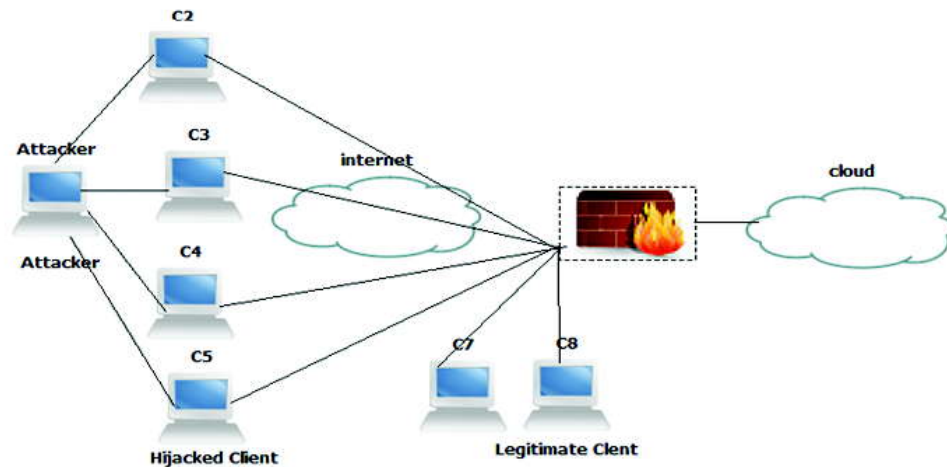 C2
C3
Attacker
internet
cloud
Attacker
C4
C5
C7
C8
Hijacked Client
Legitimate Clent